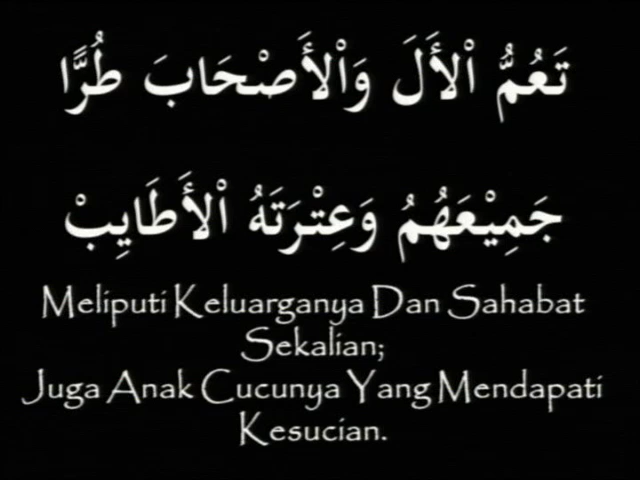 تَعُمُّ اْلأَلَ وَاْلأَصْحَابَ طُرًّا
جَمِيْعَهُمُ وَعِتْرَتَهُ اْلأَطَايِبْ
Meliputi Keluarganya Dan Sahabat
Sekalian;
Juga Anak Cucunya Yang Mendapati
Kesucian.